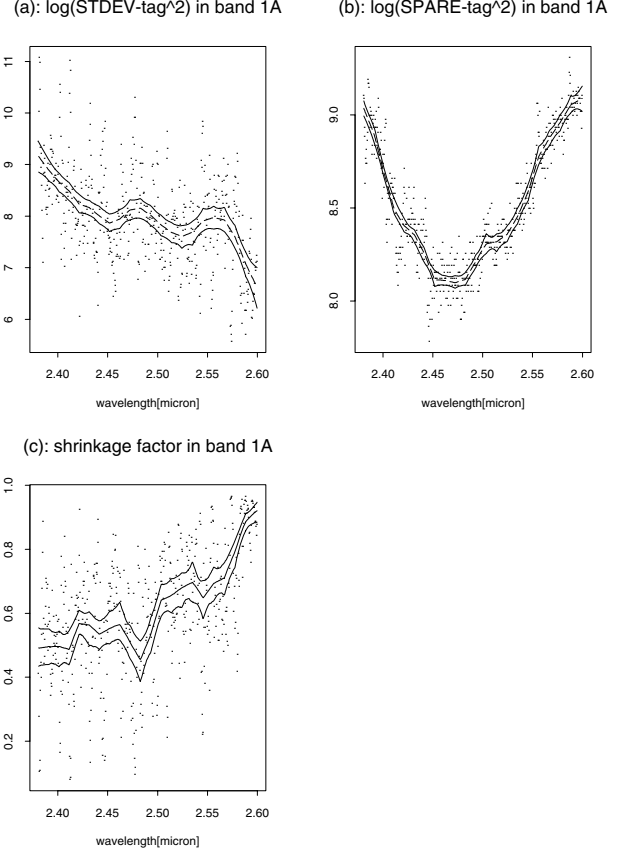 (a): log(STDEV-tag^2) in band 1A
11
10
9
8
7
6
2.40 2.45 2.50 2.55 2.60
wavelength[micron]
(b): log(SPARE-tag^2) in band 1A
9.0
8.5
8.0
2.40 2.45 2.50 2.55 2.60
wavelength[micron]
(c): shrinkage factor in band 1A
1.0
0.8
0.6
0.4
0.2
2.40 2.45 2.50 2.55 2.60
wavelength[micron]